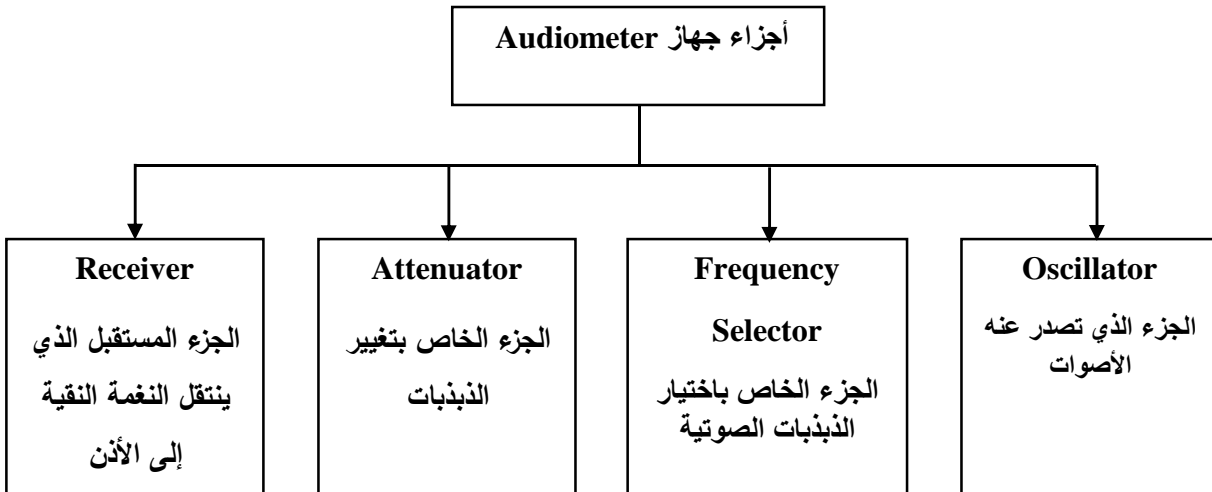 أجزاء جهاز Audiometer
Oscillator
الجزء الذي تصدر عنه
الأصوات
Frequency
Selector
الجزء الخاص باختيار
الذبذبات الصوتية
Attenuator
الجزء الخاص بتغيير
الذبذبات
Receiver
الجزء المستقبل الذي
ينتقل النغمة النقية
إلى الأذن